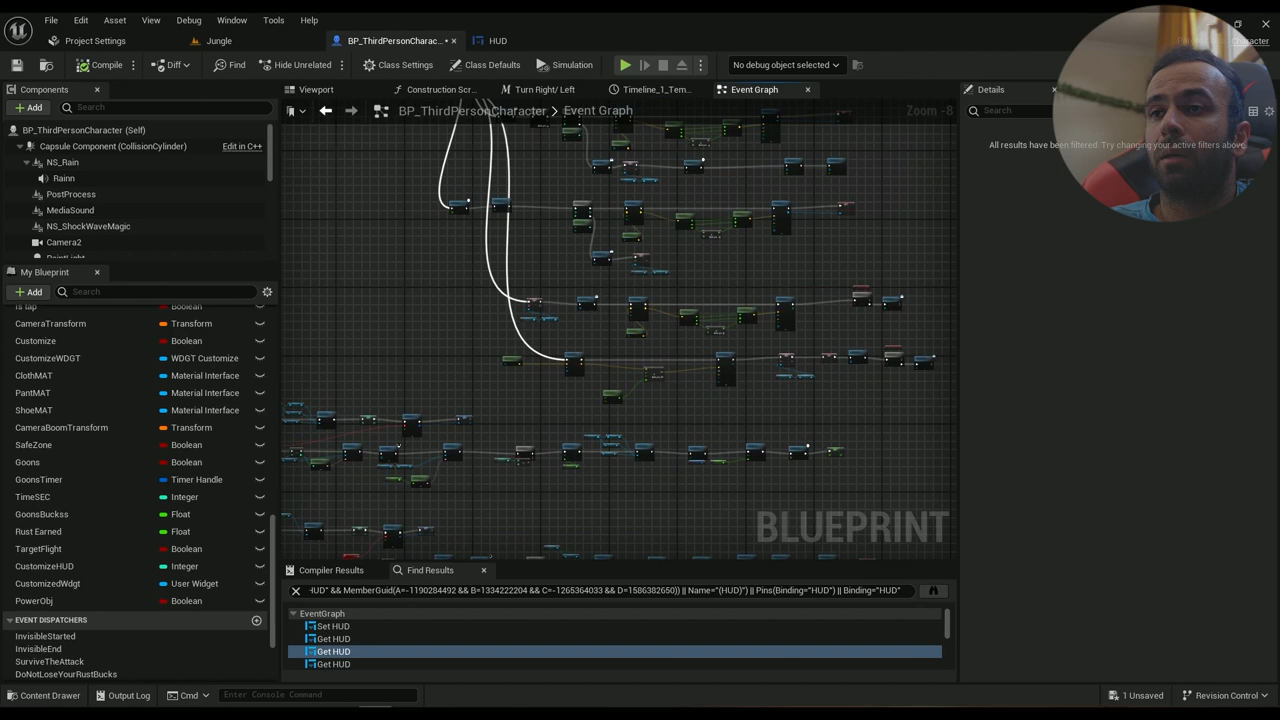 File Edit Asset View Window Debug Tools Help
Project Settings Jungle BP_ThirdPersonCharac... • × HUD
Character
Compile Diff Find Hide Unrelated Class Settings Class Defaults Simulation No debug object selected
Components × Viewport Construction Scr... Turn Right/ Left Timeline_1_Tem... Event Graph × Details ×
+ Add Search BP_ThirdPersonCharacter > Event Graph Zoom -8 Search
BP_ThirdPersonCharacter (Self)
Capsule Component (CollisionCylinder) Edit in C++ All results have been filtered. Try changing your active filters above.
NS_Rain
Rainn
PostProcess
MediaSound
NS_ShockWaveMagic
Camera2
PointLight
My Blueprint ×
+ Add Search
Boolean
CameraTransform Transform
Customize Boolean
CustomizeWDGT WDGT Customize
ClothMAT Material Interface
PantMAT Material Interface
ShoeMAT Material Interface
CameraBoomTransform Transform
SafeZone Boolean
Goons Boolean
GoonsTimer Timer Handle
TimeSEC Integer
GoonsBuckss Float
Rust Earned Float
TargetFlight Boolean
CustomizeHUD Integer
CustomizedWdgt User Widget
PowerObj Boolean
EVENT DISPATCHERS
InvisibleStarted
InvisibleEnd
SurviveTheAttack
DoNotLoseYourRustBucks
BLUEPRINT
Compiler Results Find Results ×
HUD" && MemberGuid(A=-1190284492 && B=1334222204 && C=-1265364033 && D=1586382650)) || Name="(HUD)") || Pins(Binding="HUD") || Binding="HUD"
EventGraph
Set HUD
Get HUD
Get HUD
Get HUD
Content Drawer Output Log Cmd Enter Console Command 1 Unsaved Revision Control